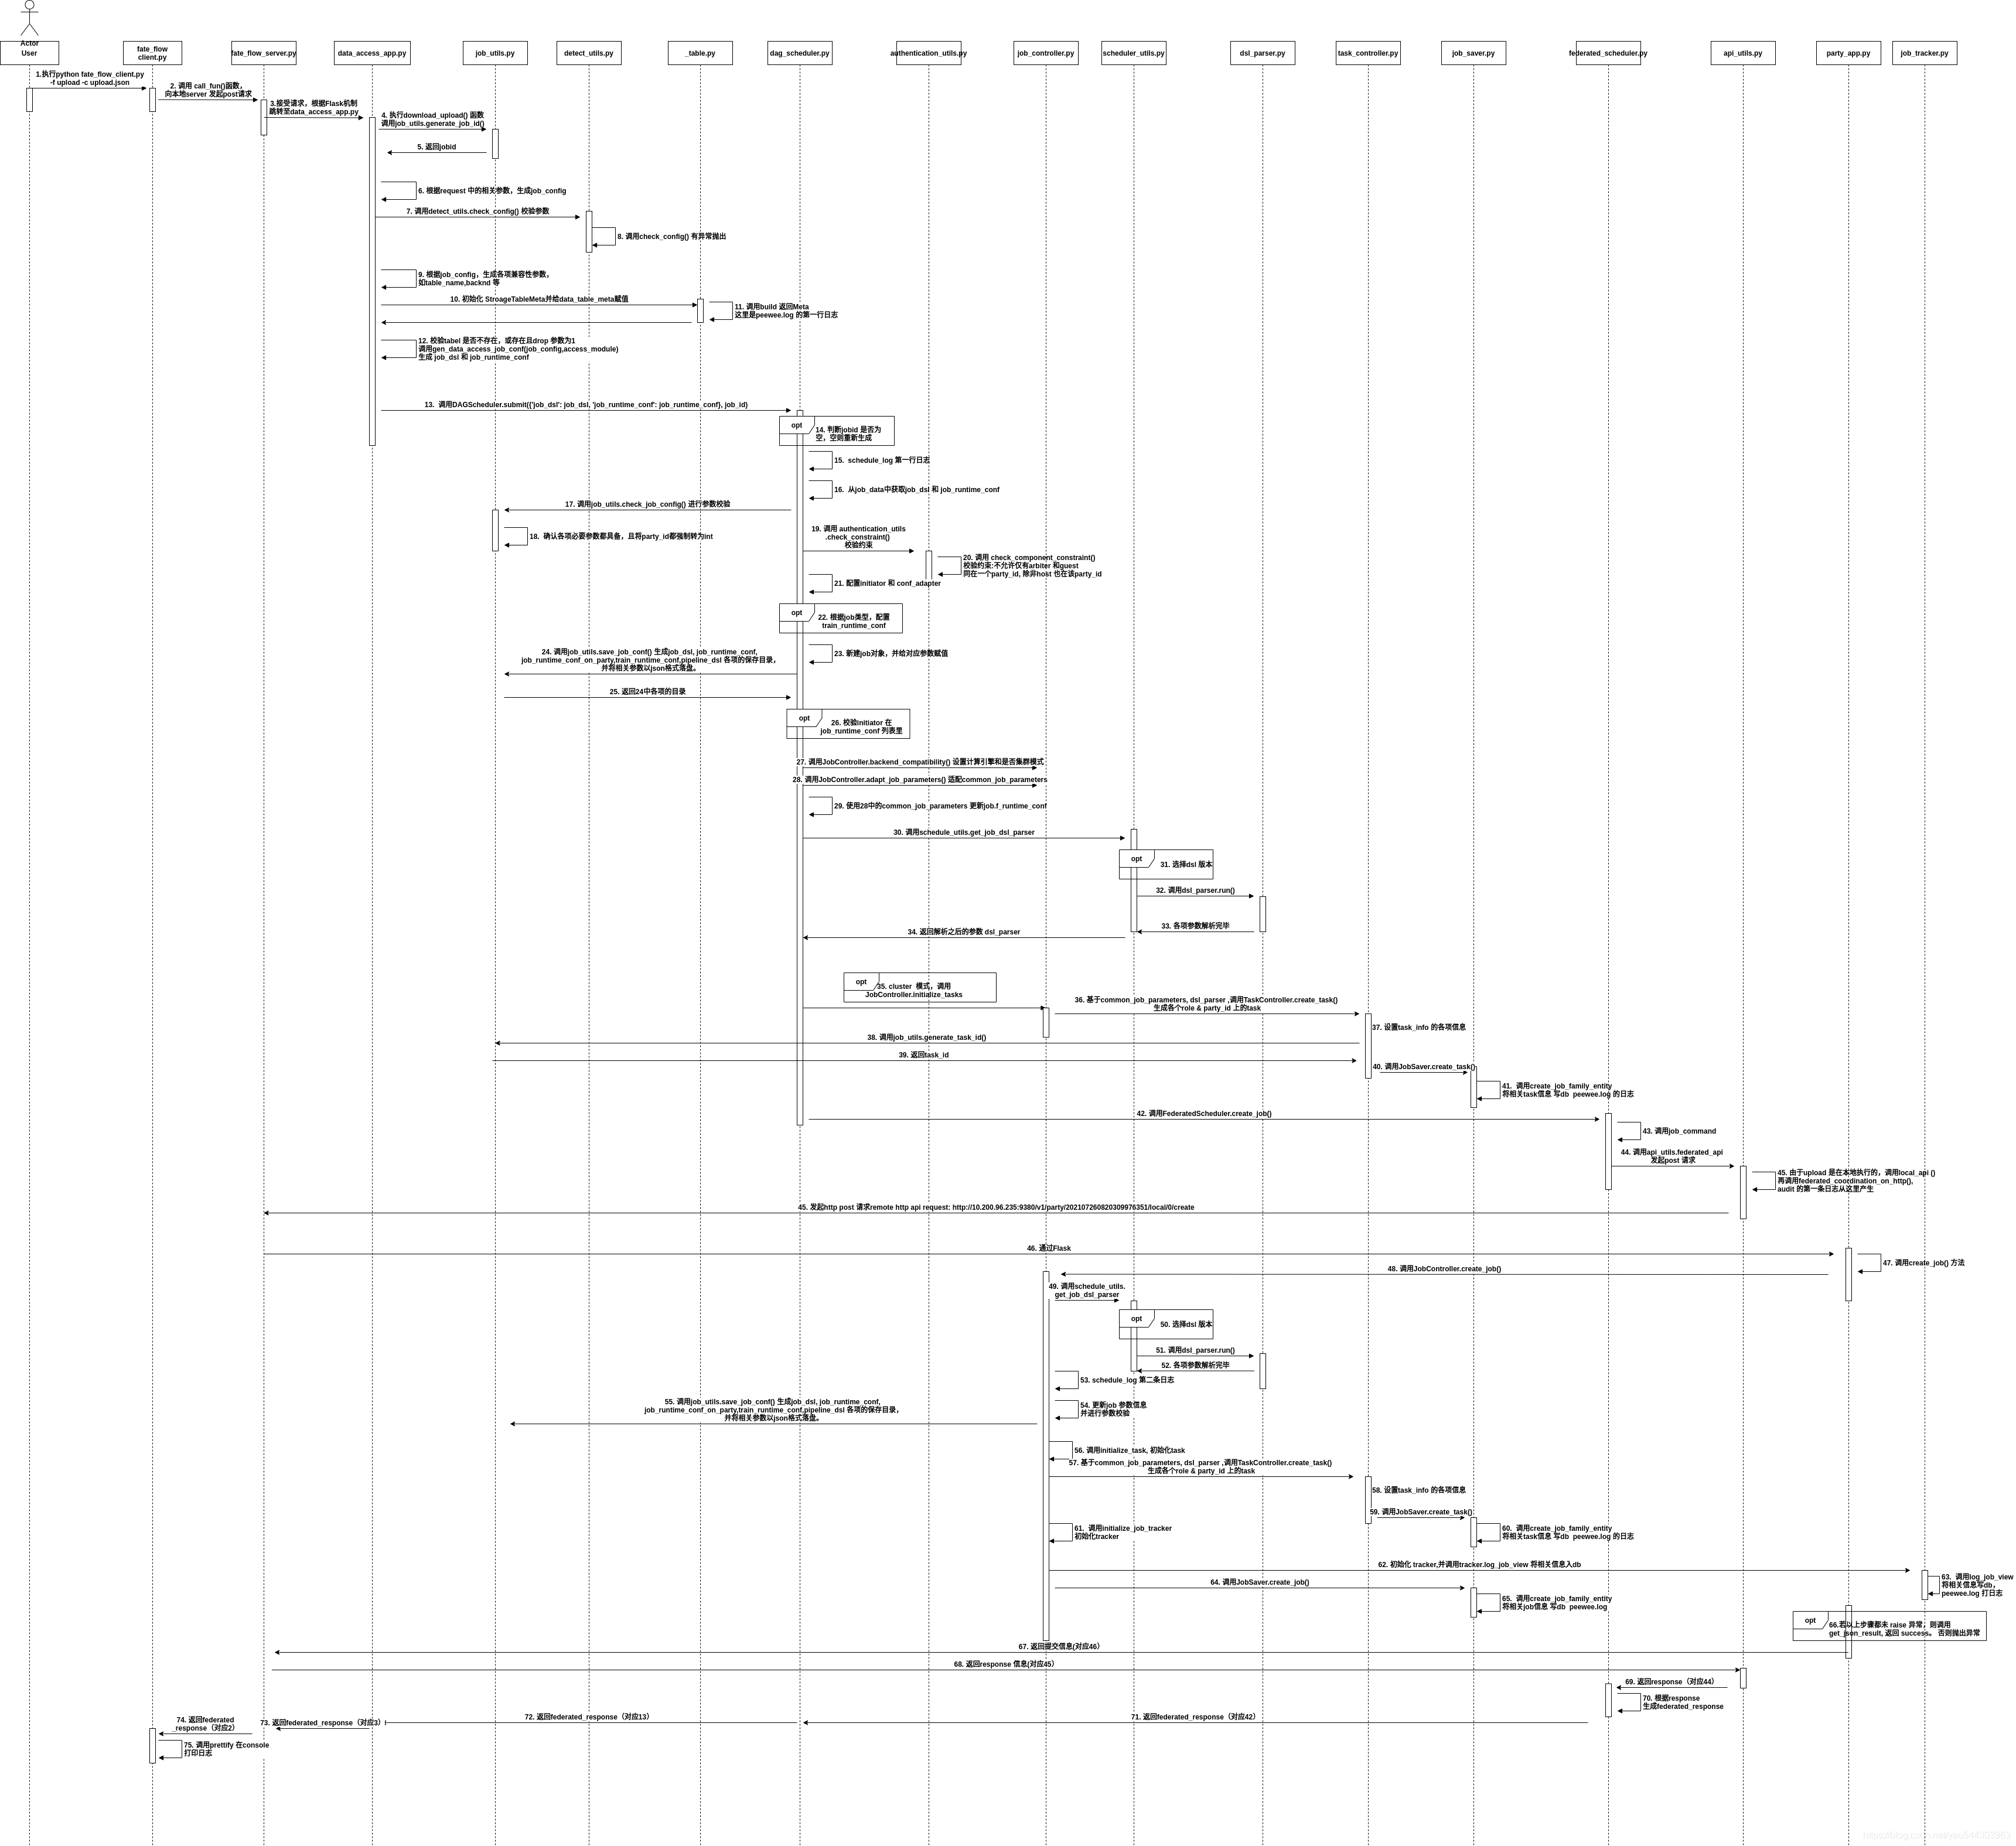 Actor
User
fate_flow
client.py
fate_flow_server.py
data_access_app.py
job_utils.py
detect_utils.py
_table.py
dag_scheduler.py
authentication_utils.py
job_controller.py
scheduler_utils.py
dsl_parser.py
task_controller.py
job_saver.py
federated_scheduler.py
api_utils.py
party_app.py
job_tracker.py
1.执行python fate_flow_client.py
-f upload -c upload.json
2. 调用 call_fun()函数，
向本地server 发起post请求
3.接受请求，根据Flask机制
跳转至data_access_app.py
4. 执行download_upload() 函数
调用job_utils.generate_job_id()
5. 返回jobid
6. 根据request 中的相关参数，生成job_config
7. 调用detect_utils.check_config() 校验参数
8. 调用check_config() 有异常抛出
9. 根据job_config，生成各项兼容性参数，
如table_name,backnd 等
10. 初始化 StroageTableMeta并给data_table_meta赋值
11. 调用build 返回Meta
这里是peewee.log 的第一行日志
12. 校验tabel 是否不存在，或存在且drop 参数为1
调用gen_data_access_job_conf(job_config,access_module)
生成 job_dsl 和 job_runtime_conf
13. 调用DAGScheduler.submit({'job_dsl': job_dsl, 'job_runtime_conf': job_runtime_conf}, job_id)
opt
14. 判断jobid 是否为
空，空则重新生成
15. schedule_log 第一行日志
16. 从job_data中获取job_dsl 和 job_runtime_conf
17. 调用job_utils.check_job_config() 进行参数校验
18. 确认各项必要参数都具备，且将party_id都强制转为int
19. 调用 authentication_utils
.check_constraint()
校验约束
20. 调用 check_component_constraint()
校验约束:不允许仅有arbiter 和guest
同在一个party_id, 除非host 也在该party_id
21. 配置initiator 和 conf_adapter
opt
22. 根据job类型，配置
train_runtime_conf
23. 新建job对象，并给对应参数赋值
24. 调用job_utils.save_job_conf() 生成job_dsl, job_runtime_conf,
job_runtime_conf_on_party,train_runtime_conf,pipeline_dsl 各项的保存目录，
并将相关参数以json格式落盘。
25. 返回24中各项的目录
opt
26. 校验initiator 在
job_runtime_conf 列表里
27. 调用JobController.backend_compatibility() 设置计算引擎和是否集群模式
28. 调用JobController.adapt_job_parameters() 适配common_job_parameters
29. 使用28中的common_job_parameters 更新job.f_runtime_conf
30. 调用schedule_utils.get_job_dsl_parser
opt
31. 选择dsl 版本
32. 调用dsl_parser.run()
33. 各项参数解析完毕
34. 返回解析之后的参数 dsl_parser
opt
35. cluster 模式，调用
JobController.initialize_tasks
36. 基于common_job_parameters, dsl_parser ,调用TaskController.create_task()
生成各个role & party_id 上的task
37. 设置task_info 的各项信息
38. 调用job_utils.generate_task_id()
39. 返回task_id
40. 调用JobSaver.create_task()
41. 调用create_job_family_entity
将相关task信息 写db peewee.log 的日志
42. 调用FederatedScheduler.create_job()
43. 调用job_command
44. 调用api_utils.federated_api
发起post 请求
45. 由于upload 是在本地执行的，调用local_api ()
再调用federated_coordination_on_http(),
audit 的第一条日志从这里产生
45. 发起http post 请求remote http api request: http://10.200.96.235:9380/v1/party/202107260820309976351/local/0/create
46. 通过Flask
47. 调用create_job() 方法
48. 调用JobController.create_job()
49. 调用schedule_utils.
get_job_dsl_parser
opt
50. 选择dsl 版本
51. 调用dsl_parser.run()
52. 各项参数解析完毕
53. schedule_log 第二条日志
54. 更新job 参数信息
并进行参数校验
55. 调用job_utils.save_job_conf() 生成job_dsl, job_runtime_conf,
job_runtime_conf_on_party,train_runtime_conf,pipeline_dsl 各项的保存目录，
并将相关参数以json格式落盘。
56. 调用initialize_task, 初始化task
57. 基于common_job_parameters, dsl_parser ,调用TaskController.create_task()
生成各个role & party_id 上的task
58. 设置task_info 的各项信息
59. 调用JobSaver.create_task()
60. 调用create_job_family_entity
将相关task信息 写db peewee.log 的日志
61. 调用initialize_job_tracker
初始化tracker
62. 初始化 tracker,并调用tracker.log_job_view 将相关信息入db
63. 调用log_job_view
将相关信息写db，
peewee.log 打日志
64. 调用JobSaver.create_job()
65. 调用create_job_family_entity
将相关job信息 写db peewee.log
opt
66.若以上步骤都未 raise 异常，则调用
get_json_result, 返回 success。 否则抛出异常
67. 返回提交信息(对应46）
68. 返回response 信息(对应45）
69. 返回response（对应44）
70. 根据response
生成federated_response
71. 返回federated_response（对应42）
72. 返回federated_response（对应13）
73. 返回federated_response（对应3）
74. 返回federated
_response（对应2）
75. 调用prettify 在console
打印日志